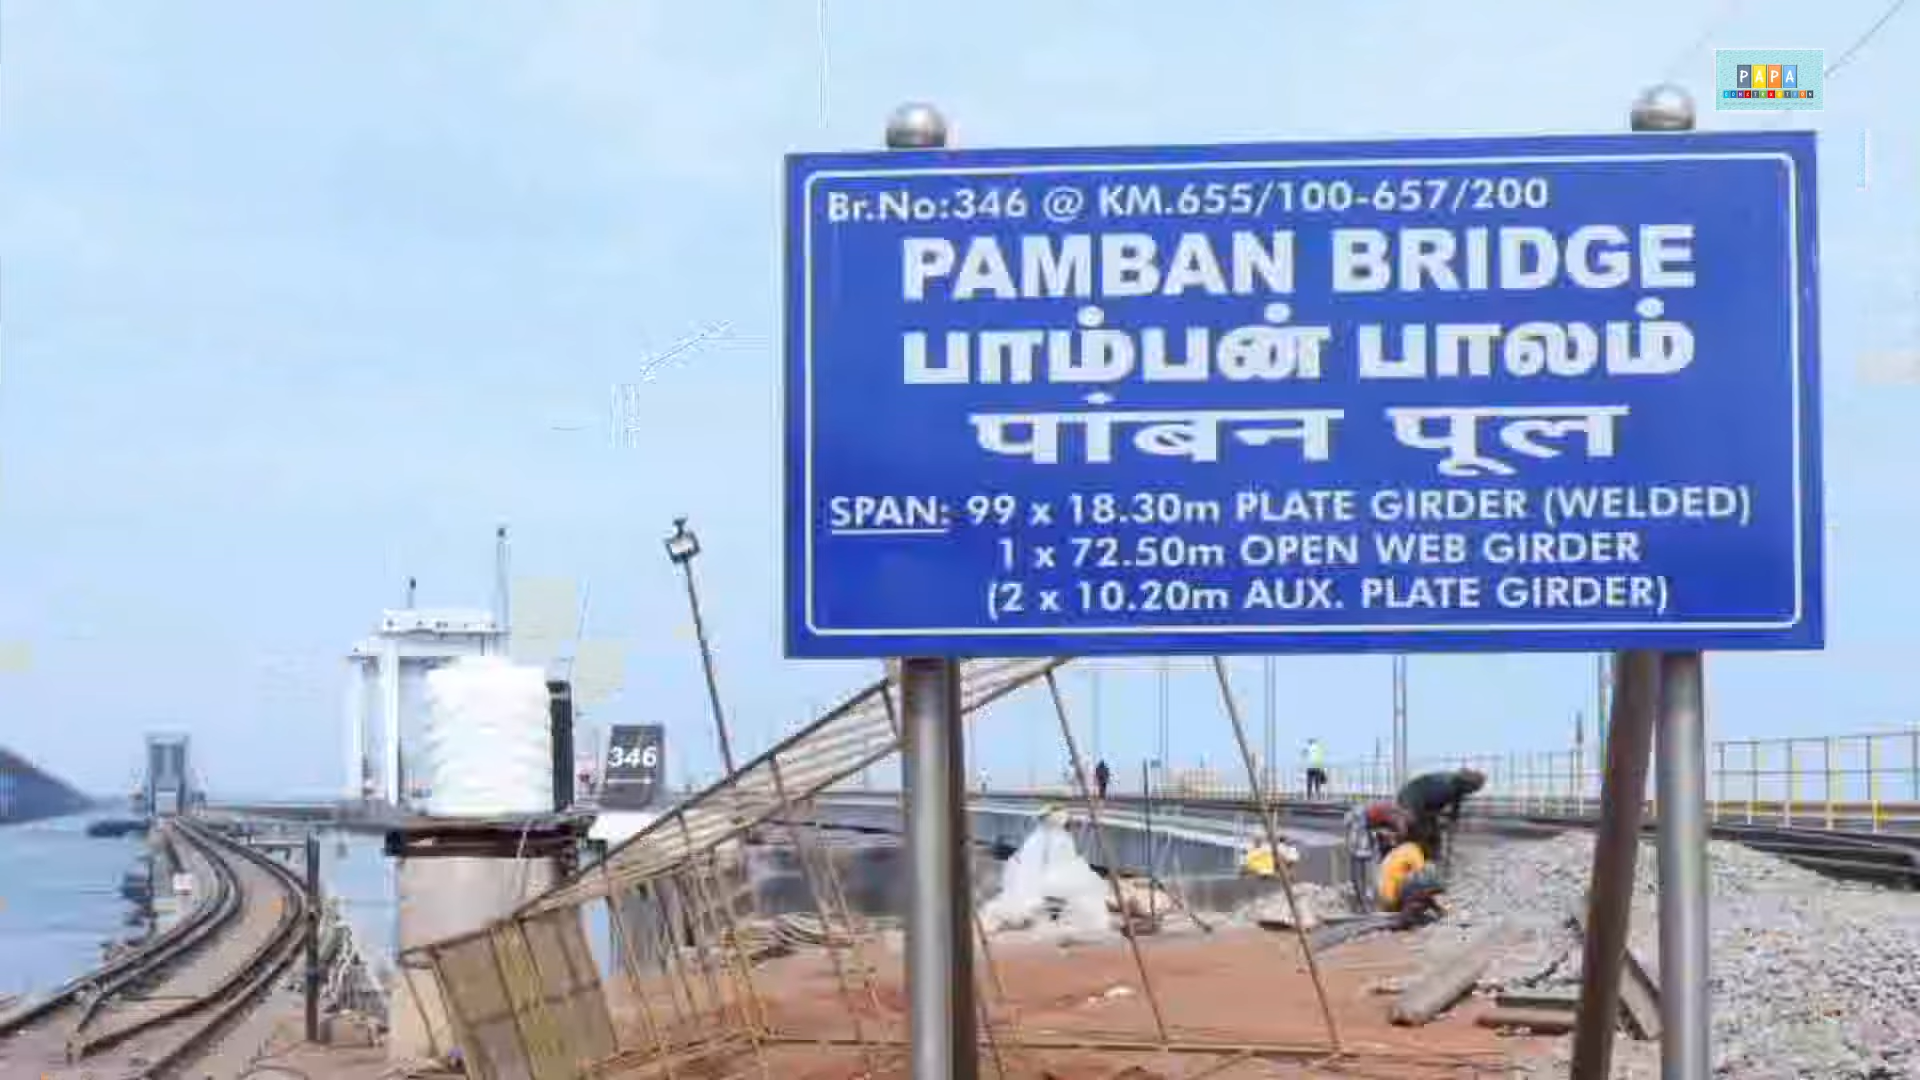 PAPA
CONSTRUCTION
Br.No:346 @ KM.655/100-657/200
PAMBAN BRIDGE
பாம்பன் பாலம்
पांबन पूल
SPAN: 99 x 18.30m PLATE GIRDER (WELDED)
1 x 72.50m OPEN WEB GIRDER
(2 x 10.20m AUX. PLATE GIRDER)
346